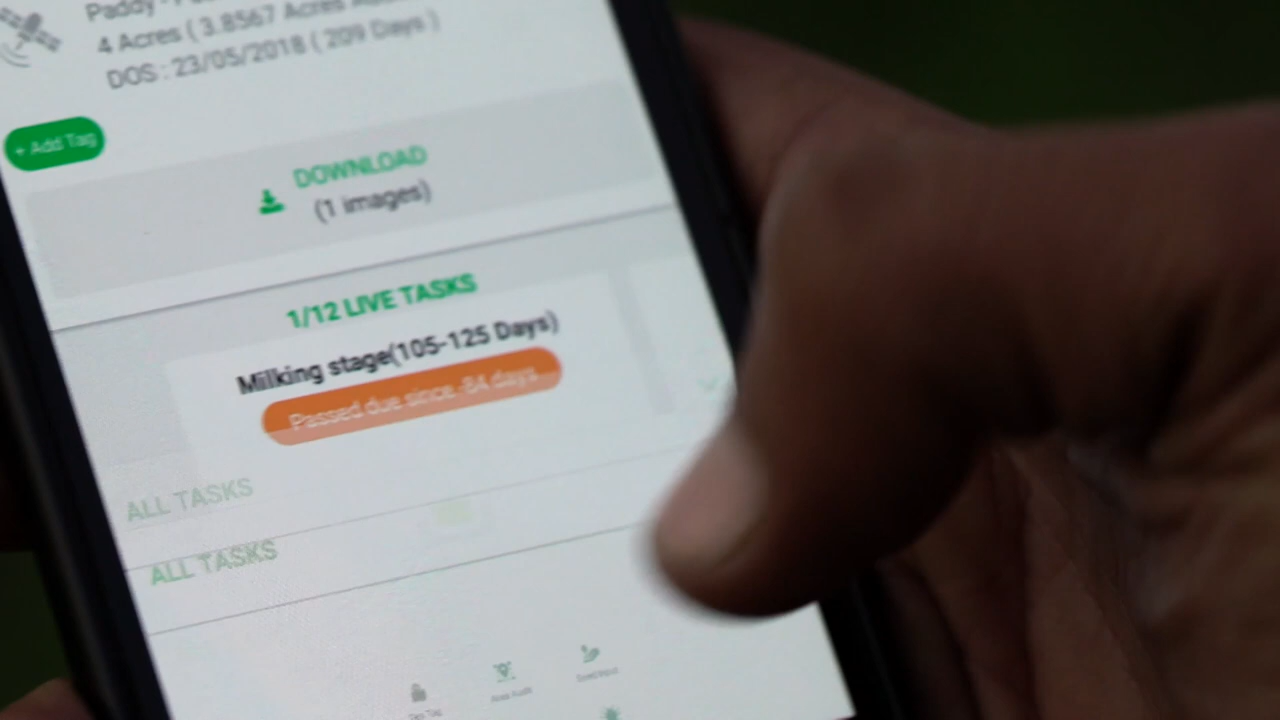 Paddy -
4 Acres ( 3.8567 Acres
DOS : 23/05/2018 ( 209 Days )
+ Add Tag
DOWNLOAD
(1 images)
1/12 LIVE TASKS
Milking stage(105-125 Days)
Passed due since -84 days...
ALL TASKS
ALL TASKS